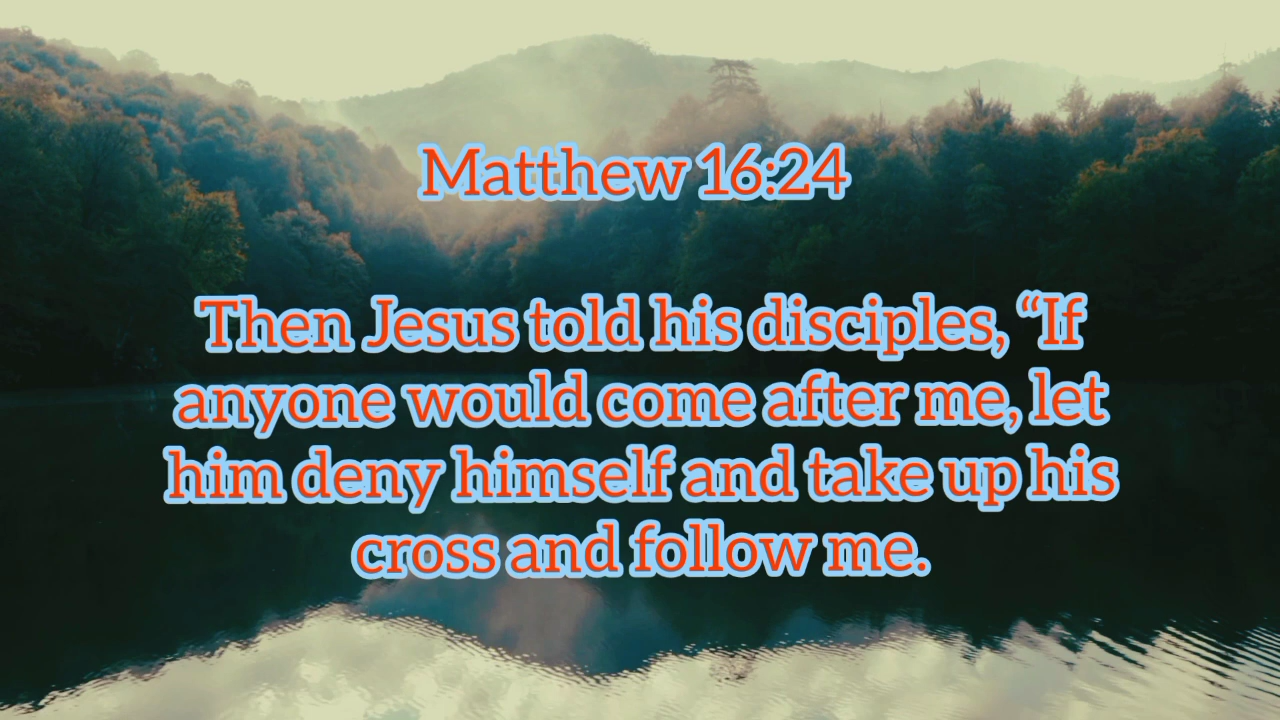 Matthew 16:24
Then Jesus told his disciples, “If
anyone would come after me, let
him deny himself and take up his
cross and follow me.